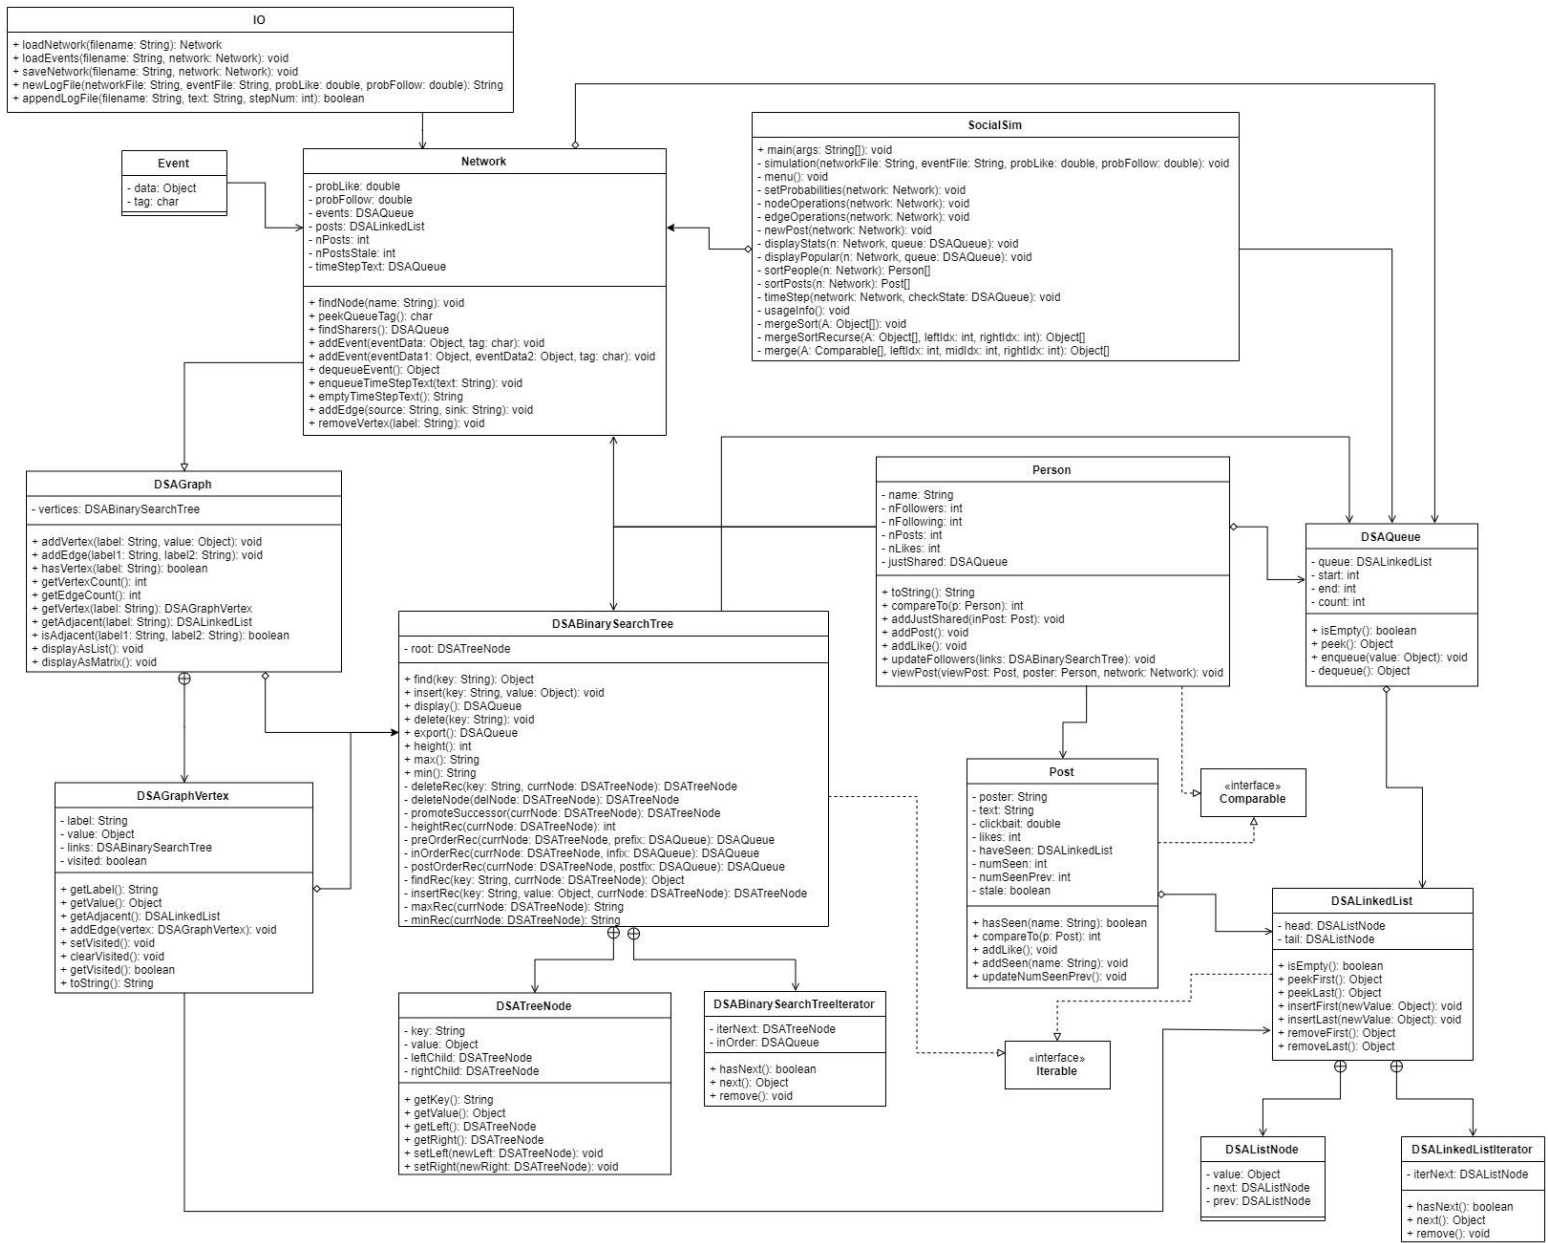 IO
+ loadNetwork(filename: String): Network
+ loadEvents(filename: String, network: Network): void
+ saveNetwork(filename: String, network: Network): void
+ newLogFile(networkFile: String, eventFile: String, probLike: double, probFollow: double): String
+ appendLogFile(filename: String, text: String, stepNum: int): boolean
Event
- data: Object
- tag: char
Network
- probLike: double
- probFollow: double
- events: DSAQueue
- posts: DSALinkedList
- nPosts: int
- nPostsStale: int
- timeStepText: DSAQueue
+ findNode(name: String): void
+ peekQueueTag(): char
+ findSharers(): DSAQueue
+ addEvent(eventData: Object, tag: char): void
+ addEvent(eventData1: Object, eventData2: Object, tag: char): void
+ dequeueEvent(): Object
+ enqueueTimeStepText(text: String): void
+ emptyTimeStepText(): String
+ addEdge(source: String, sink: String): void
+ removeVertex(label: String): void
SocialSim
+ main(args: String[]): void
- simulation(networkFile: String, eventFile: String, probLike: double, probFollow: double): void
- menu(): void
- setProbabilities(network: Network): void
- nodeOperations(network: Network): void
- edgeOperations(network: Network): void
- newPost(network: Network): void
- displayStats(n: Network, queue: DSAQueue): void
- displayPopular(n: Network, queue: DSAQueue): void
- sortPeople(n: Network): Person[]
- sortPosts(n: Network): Post[]
- timeStep(network: Network, checkState: DSAQueue): void
- usageInfo(): void
- mergeSort(A: Object[]): void
- mergeSortRecurse(A: Object[], leftIdx: int, rightIdx: int): Object[]
- merge(A: Comparable[], leftIdx: int, midIdx: int, rightIdx: int): Object[]
DSAGraph
- vertices: DSABinarySearchTree
+ addVertex(label: String, value: Object): void
+ addEdge(label1: String, label2: String): void
+ hasVertex(label: String): boolean
+ getVertexCount(): int
+ getEdgeCount(): int
+ getVertex(label: String): DSAGraphVertex
+ getAdjacent(label: String): DSALinkedList
+ isAdjacent(label1: String, label2: String): boolean
+ displayAsList(): void
+ displayAsMatrix(): void
Person
- name: String
- nFollowers: int
- nFollowing: int
- nPosts: int
- nLikes: int
- justShared: DSAQueue
+ toString(): String
+ compareTo(p: Person): int
+ addJustShared(inPost: Post): void
+ addPost(): void
+ addLike(): void
+ updateFollowers(links: DSABinarySearchTree): void
+ viewPost(viewPost: Post, poster: Person, network: Network): void
DSAQueue
- queue: DSALinkedList
- start: int
- end: int
- count: int
+ isEmpty(): boolean
+ peek(): Object
+ enqueue(value: Object): void
- dequeue(): Object
DSABinarySearchTree
- root: DSATreeNode
+ find(key: String): Object
+ insert(key: String, value: Object): void
+ display(): DSAQueue
+ delete(key: String): void
+ export(): DSAQueue
+ height(): int
+ max(): String
+ min(): String
- deleteRec(key: String, currNode: DSATreeNode): DSATreeNode
- deleteNode(delNode: DSATreeNode): DSATreeNode
- promoteSuccessor(currNode: DSATreeNode): DSATreeNode
- heightRec(currNode: DSATreeNode): int
- preOrderRec(currNode: DSATreeNode, prefix: DSAQueue): DSAQueue
- inOrderRec(currNode: DSATreeNode, infix: DSAQueue): DSAQueue
- postOrderRec(currNode: DSATreeNode, postfix: DSAQueue): DSAQueue
- findRec(key: String, currNode: DSATreeNode): Object
- insertRec(key: String, value: Object, currNode: DSATreeNode): DSATreeNode
- maxRec(currNode: DSATreeNode): String
- minRec(currNode: DSATreeNode): String
DSAGraphVertex
- label: String
- value: Object
- links: DSABinarySearchTree
- visited: boolean
+ getLabel(): String
+ getValue(): Object
+ getAdjacent(): DSALinkedList
+ addEdge(vertex: DSAGraphVertex): void
+ setVisited(): void
+ clearVisited(): void
+ getVisited(): boolean
+ toString(): String
Post
- poster: String
- text: String
- clickbait: double
- likes: int
- haveSeen: DSALinkedList
- numSeen: int
- numSeenPrev: int
- stale: boolean
+ hasSeen(name: String): boolean
+ compareTo(p: Post): int
+ addLike(); void
+ addSeen(name: String): void
+ updateNumSeenPrev(): void
«interface»
Comparable
DSALinkedList
- head: DSAListNode
- tail: DSAListNode
+ isEmpty(): boolean
+ peekFirst(): Object
+ peekLast(): Object
+ insertFirst(newValue: Object): void
+ insertLast(newValue: Object): void
+ removeFirst(): Object
+ removeLast(): Object
DSATreeNode
- key: String
- value: Object
- leftChild: DSATreeNode
- rightChild: DSATreeNode
+ getKey(): String
+ getValue(): Object
+ getLeft(): DSATreeNode
+ getRight(): DSATreeNode
+ setLeft(newLeft: DSATreeNode): void
+ setRight(newRight: DSATreeNode): void
DSABinarySearchTreeIterator
- iterNext: DSATreeNode
- inOrder: DSAQueue
+ hasNext(): boolean
+ next(): Object
+ remove(): void
«interface»
Iterable
DSAListNode
- value: Object
- next: DSAListNode
- prev: DSAListNode
DSALinkedListIterator
- iterNext: DSAListNode
+ hasNext(): boolean
+ next(): Object
+ remove(): void